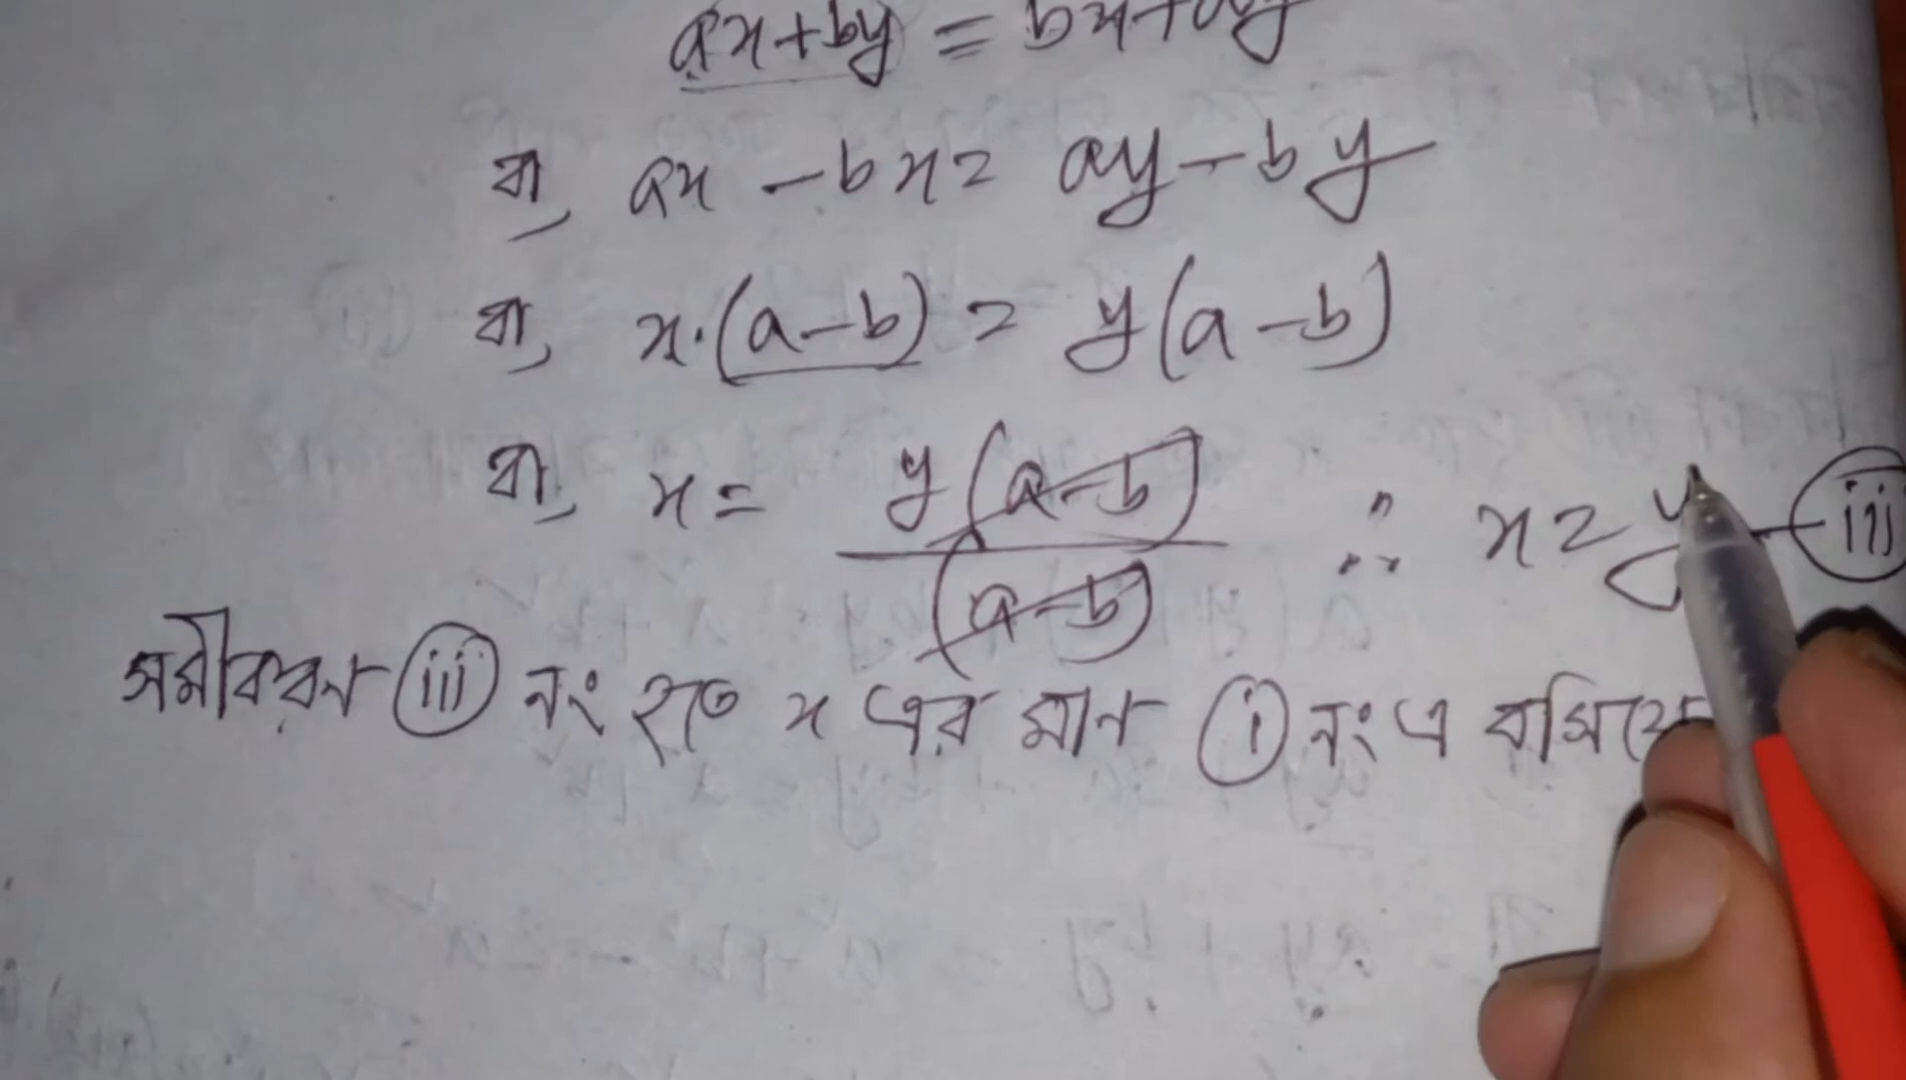 ax+by = bx+ay
বা, ax - bx = ay - by
বা, x.(a-b) = y(a-b)
বা, x = y(a-b)/(a-b) ∴ x = y - (iii)
সমীকরণ (iii) নং হতে x এর মান (i) নং এ বসিয়ে